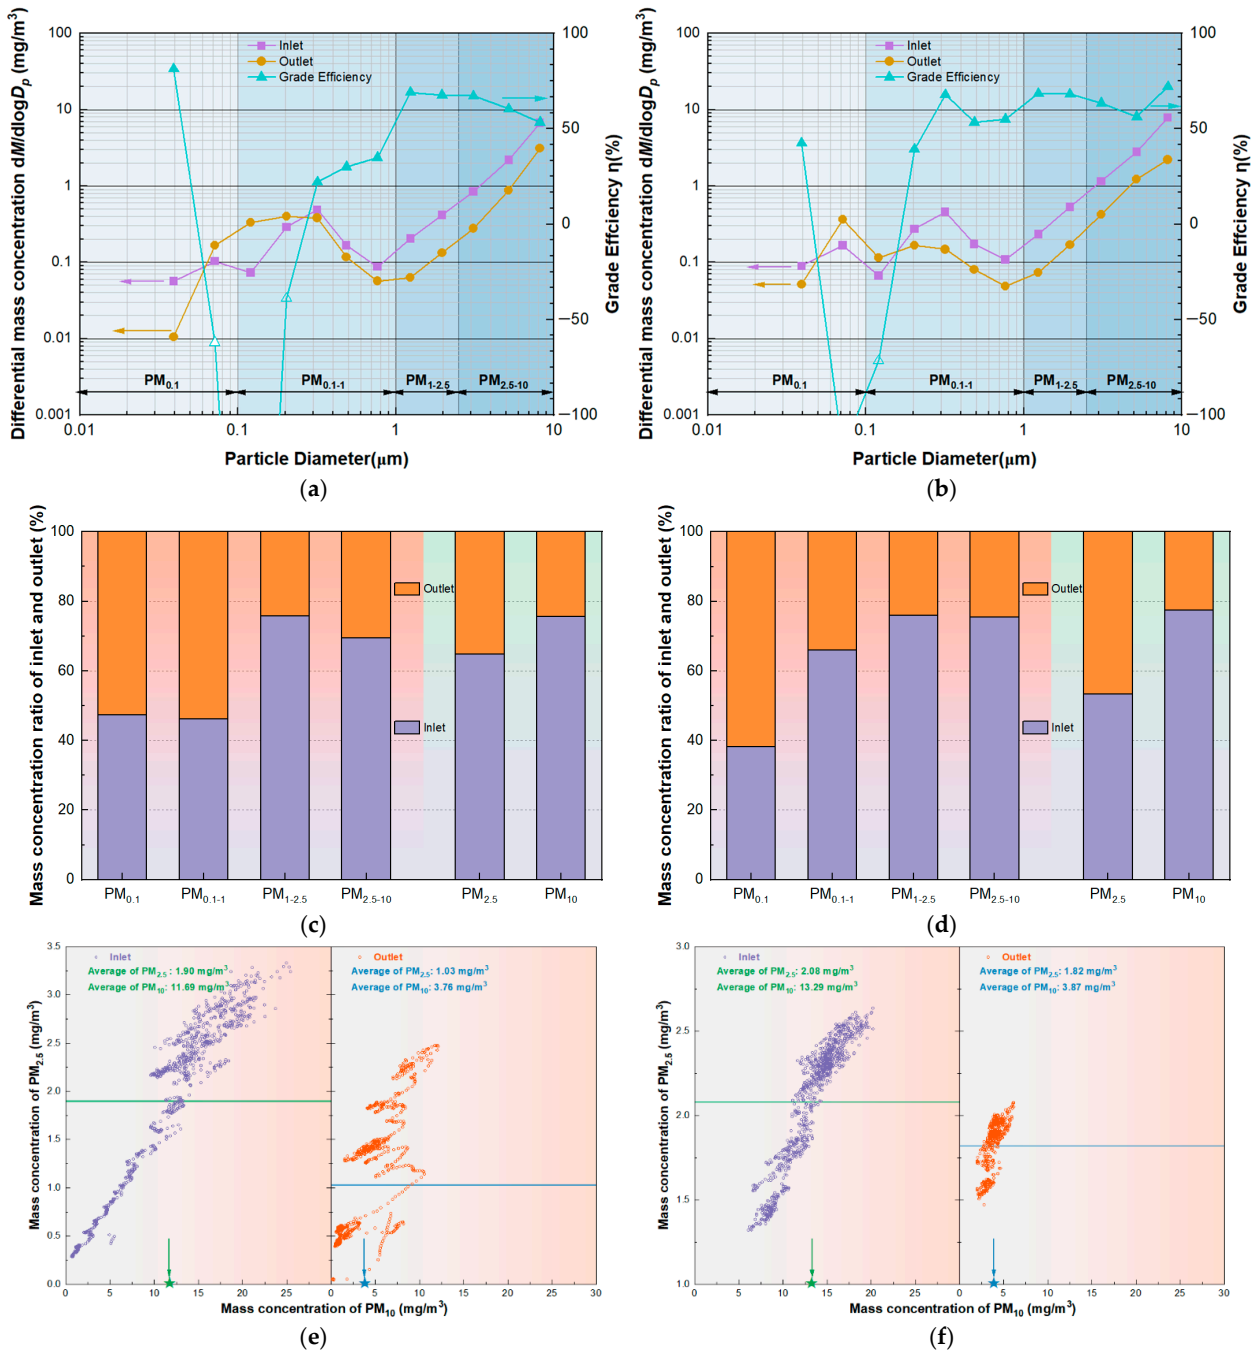 Differential mass concentration dM/dlogDp (mg/m³)
100
10
1
0.1
0.01
0.001
Inlet
Outlet
Grade Efficiency
PM0.1
PM0.1-1
PM1-2.5
PM2.5-10
100
50
0
−50
−100
Grade Effciency η(%)
0.01
0.1
1
10
Particle Diameter(μm)
(a)
Differential mass concentration dM/dlogDp (mg/m³)
100
10
1
0.1
0.01
0.001
Inlet
Outlet
Grade Efficiency
PM0.1
PM0.1-1
PM1-2.5
PM2.5-10
100
50
0
−50
−100
Grade Effciency η(%)
0.01
0.1
1
10
Particle Diameter(μm)
(b)
Mass concentration ratio of inlet and outlet (%)
100
80
60
40
20
0
Outlet
Inlet
PM0.1
PM0.1-1
PM1-2.5
PM2.5-10
PM2.5
PM10
(c)
Mass concentration ratio of inlet and outlet (%)
100
80
60
40
20
0
Outlet
Inlet
PM0.1
PM0.1-1
PM1-2.5
PM2.5-10
PM2.5
PM10
(d)
Mass concentration of PM2.5 (mg/m³)
3.5
3.0
2.5
2.0
1.5
1.0
0.5
0.0
Inlet
Average of PM2.5: 1.90 mg/m³
Average of PM10: 11.69 mg/m³
Outlet
Average of PM2.5: 1.03 mg/m³
Average of PM10: 3.76 mg/m³
0 5 10 15 20 25 0 5 10 15 20 25 30
Mass concentration of PM10 (mg/m³)
(e)
Mass concentration of PM2.5 (mg/m³)
3.0
2.5
2.0
1.5
1.0
Inlet
Average of PM2.5: 2.08 mg/m³
Average of PM10: 13.29 mg/m³
Outlet
Average of PM2.5: 1.82 mg/m³
Average of PM10: 3.87 mg/m³
0 5 10 15 20 25 0 5 10 15 20 25 30
Mass concentration of PM10 (mg/m³)
(f)